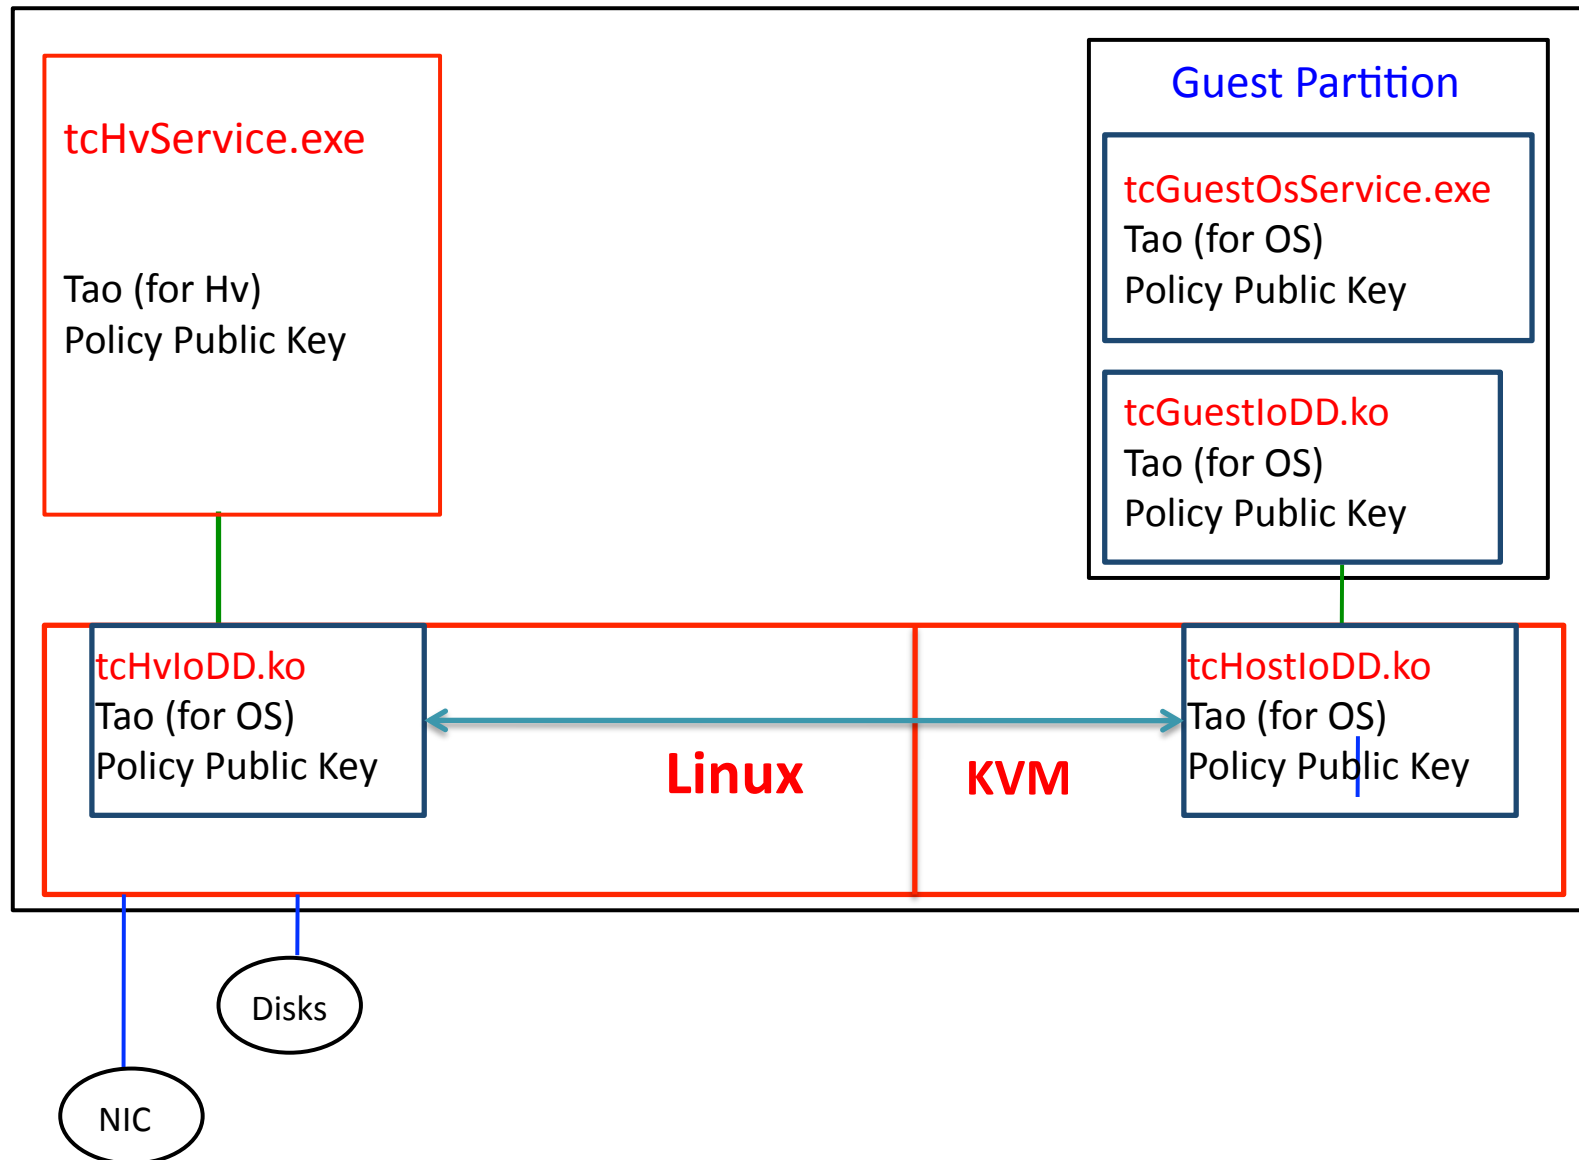 tcHvService.exe
Tao (for Hv)
Policy Public Key
Guest Partition
tcGuestOsService.exe
Tao (for OS)
Policy Public Key
tcGuestIoDD.ko
Tao (for OS)
Policy Public Key
tcHvIoDD.ko
Tao (for OS)
Policy Public Key
Linux
KVM
tcHostIoDD.ko
Tao (for OS)
Policy Public Key
Disks
NIC